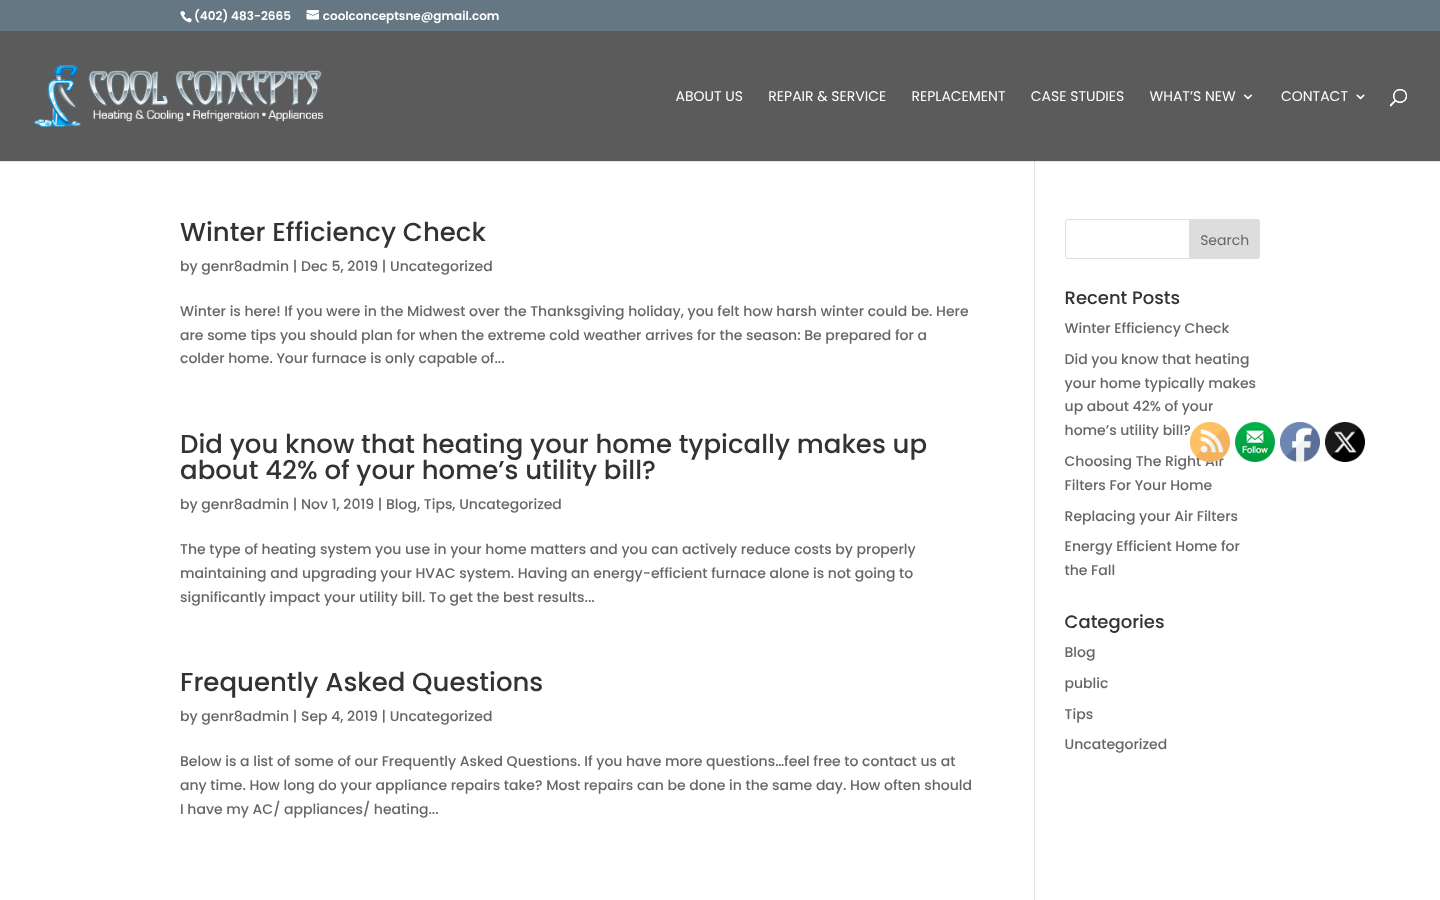 (402) 483-2665 coolconceptsne@gmail.com
COOL CONCEPTS
Heating & Cooling • Refrigeration • Appliances
ABOUT US REPAIR & SERVICE REPLACEMENT CASE STUDIES WHAT’S NEW CONTACT
Winter Efficiency Check
by genr8admin | Dec 5, 2019 | Uncategorized
Winter is here! If you were in the Midwest over the Thanksgiving holiday, you felt how harsh winter could be. Here
are some tips you should plan for when the extreme cold weather arrives for the season: Be prepared for a
colder home. Your furnace is only capable of...
Did you know that heating your home typically makes up
about 42% of your home’s utility bill?
by genr8admin | Nov 1, 2019 | Blog, Tips, Uncategorized
The type of heating system you use in your home matters and you can actively reduce costs by properly
maintaining and upgrading your HVAC system. Having an energy-efficient furnace alone is not going to
significantly impact your utility bill. To get the best results...
Frequently Asked Questions
by genr8admin | Sep 4, 2019 | Uncategorized
Below is a list of some of our Frequently Asked Questions. If you have more questions…feel free to contact us at
any time. How long do your appliance repairs take? Most repairs can be done in the same day. How often should
I have my AC/ appliances/ heating...
Search
Recent Posts
Winter Efficiency Check
Did you know that heating
your home typically makes
up about 42% of your
home’s utility bill?
Follow
Choosing The Right Air
Filters For Your Home
Replacing your Air Filters
Energy Efficient Home for
the Fall
Categories
Blog
public
Tips
Uncategorized